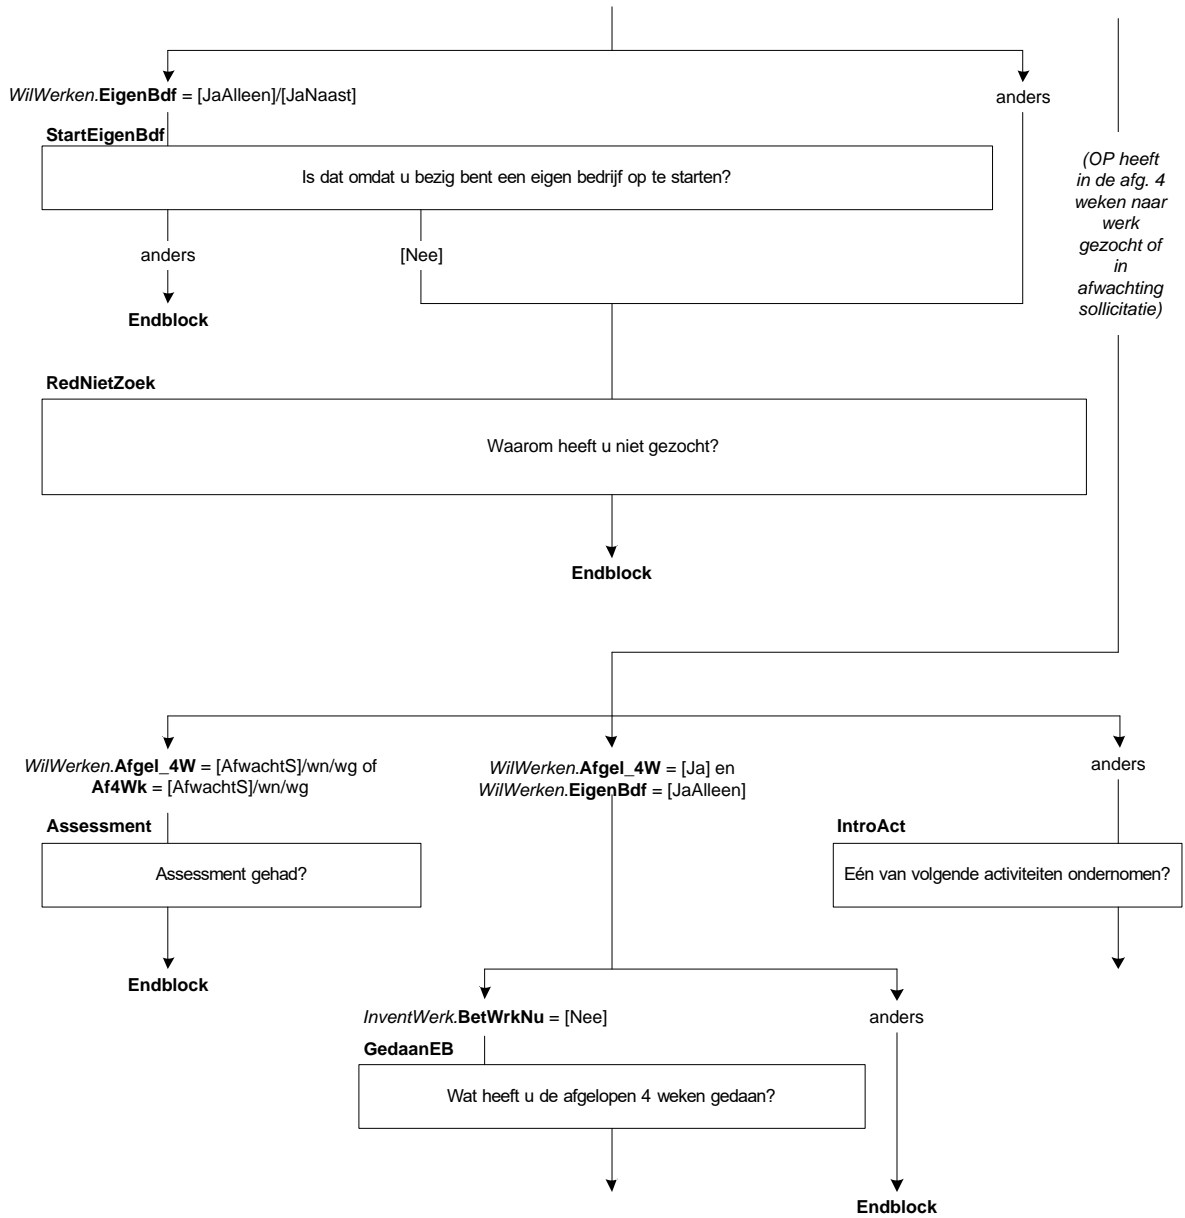 WilWerken.EigenBdf = [JaAlleen]/[JaNaast]
anders
StartEigenBdf
Is dat omdat u bezig bent een eigen bedrijf op te starten?
(OP heeft
in de afg. 4
weken naar
werk
gezocht of
in
afwachting
sollicitatie)
anders
[Nee]
Endblock
RedNietZoek
Waarom heeft u niet gezocht?
Endblock
WilWerken.Afgel_4W = [AfwachtS]/wn/wg of
Af4Wk = [AfwachtS]/wn/wg
WilWerken.Afgel_4W = [Ja] en
WilWerken.EigenBdf = [JaAlleen]
anders
Assessment
Assessment gehad?
IntroAct
Eén van volgende activiteiten ondernomen?
Endblock
InventWerk.BetWrkNu = [Nee]
anders
GedaanEB
Wat heeft u de afgelopen 4 weken gedaan?
Endblock